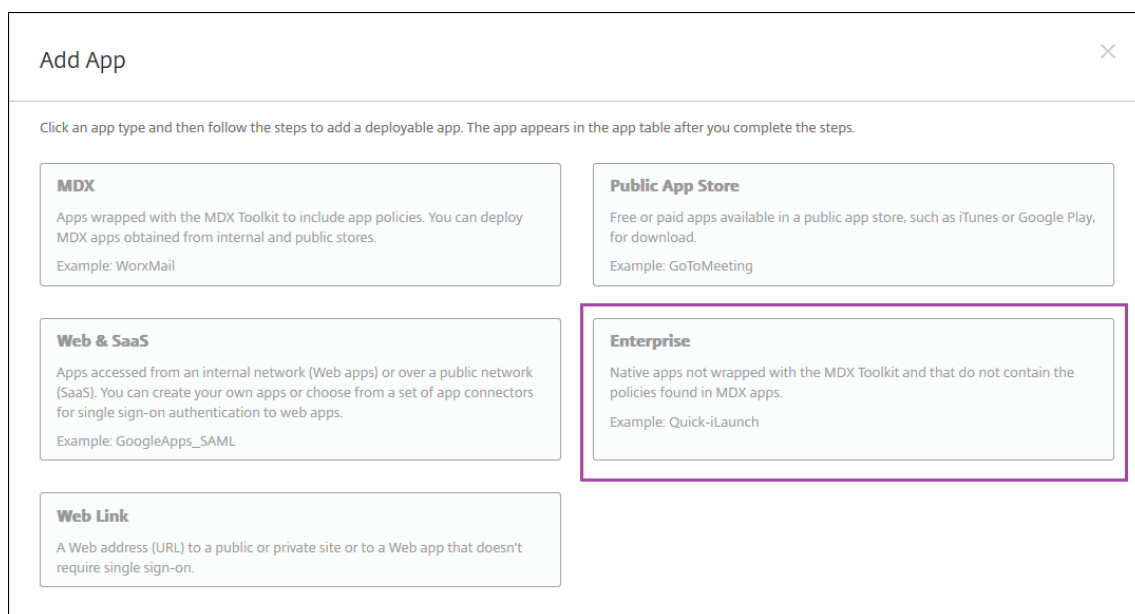 Add App
Click an app type and then follow the steps to add a deployable app. The app appears in the app table after you complete the steps.
MDX
Apps wrapped with the MDX Toolkit to include app policies. You can deploy
MDX apps obtained from internal and public stores.
Example: WorxMail
Public App Store
Free or paid apps available in a public app store, such as iTunes or Google Play,
for download.
Example: GoToMeeting
Web & SaaS
Apps accessed from an internal network (Web apps) or over a public network
(SaaS). You can create your own apps or choose from a set of app connectors
for single sign-on authentication to web apps.
Example: GoogleApps_SAML
Enterprise
Native apps not wrapped with the MDX Toolkit and that do not contain the
policies found in MDX apps.
Example: Quick-iLaunch
Web Link
A Web address (URL) to a public or private site or to a Web app that doesn't
require single sign-on.